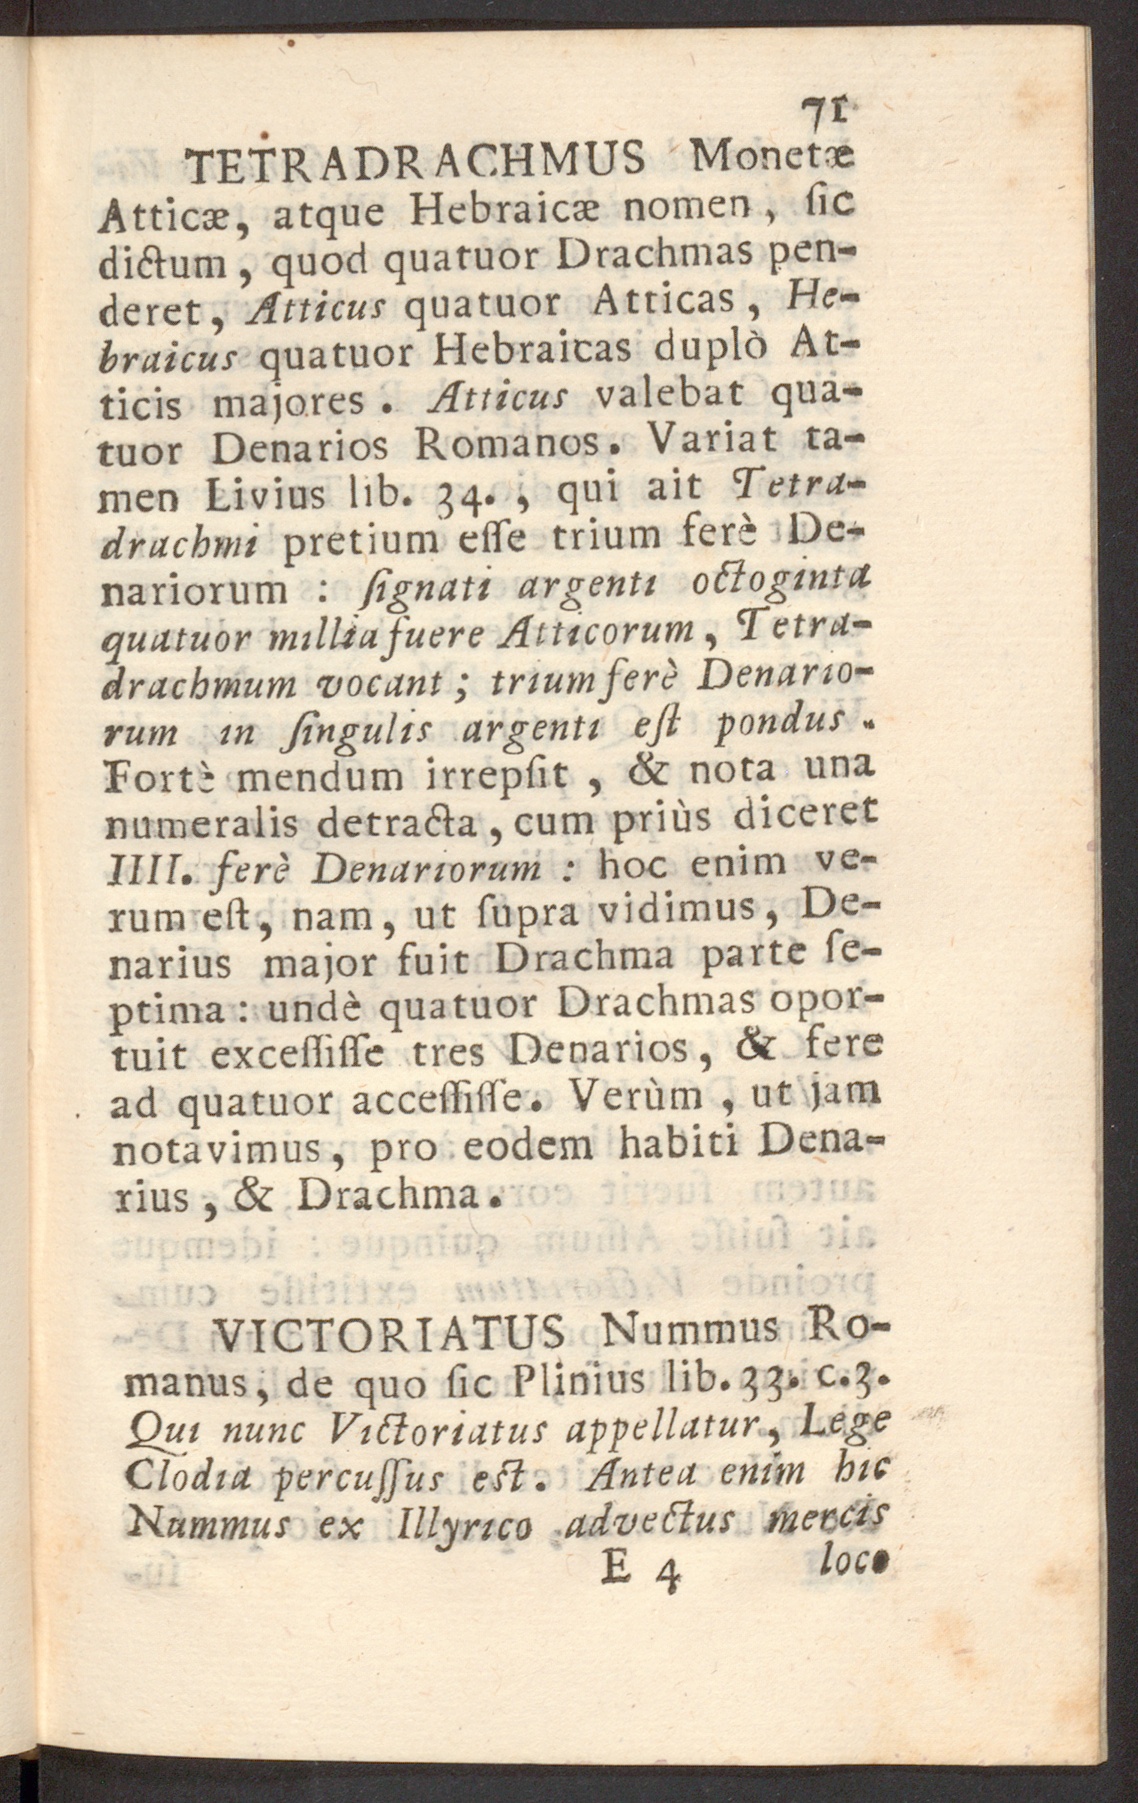 71
TETRADRACHMUS Monetæ
Atticæ, atque Hebraicæ nomen, ſic
dictum, quod quatuor Drachmas pen-
deret, Atticus quatuor Atticas, He-
braicus quatuor Hebraicas duplò At-
ticis majores. Atticus valebat qua-
tuor Denarios Romanos. Variat ta-
men Livius lib. 34., qui ait Tetra-
drachmi pretium eſſe trium ferè De-
nariorum : ſignati argenti octoginta
quatuor millia fuere Atticorum, Tetra-
drachmum vocant; trium ferè Denario-
rum in ſingulis argenti eſt pondus.
Fortè mendum irrepſit, & nota una
numeralis detracta, cum priùs diceret
IIII. ferè Denariorum : hoc enim ve-
rum eſt, nam, ut ſupra vidimus, De-
narius major fuit Drachma parte ſe-
ptima : undè quatuor Drachmas opor-
tuit exceſſiſſe tres Denarios, & fere
ad quatuor acceſſiſſe. Verùm, ut jam
notavimus, pro eodem habiti Dena-
rius, & Drachma.
VICTORIATUS Nummus Ro-
manus, de quo ſic Plinius lib. 33. c.3.
Qui nunc Victoriatus appellatur, Lege
Clodia percuſſus est. Antea enim hic
Nummus ex Illyrico advectus mercis
E 4 loco